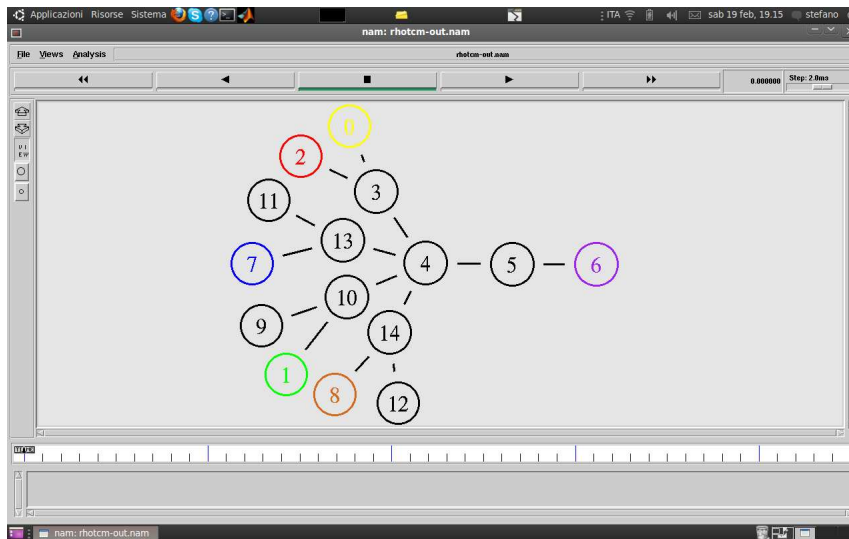 Applicazioni Risorse Sistema ITA sab 19 feb, 19.15 stefano
nam: rhotcm-out.nam
File Views Analysis rhotcm-out.nam
0.000000 Step: 2.0ms
VIEW
0
2
3
11
13
7
4
5
6
10
9
14
1
8
12
TIME
nam: rhotcm-out.nam